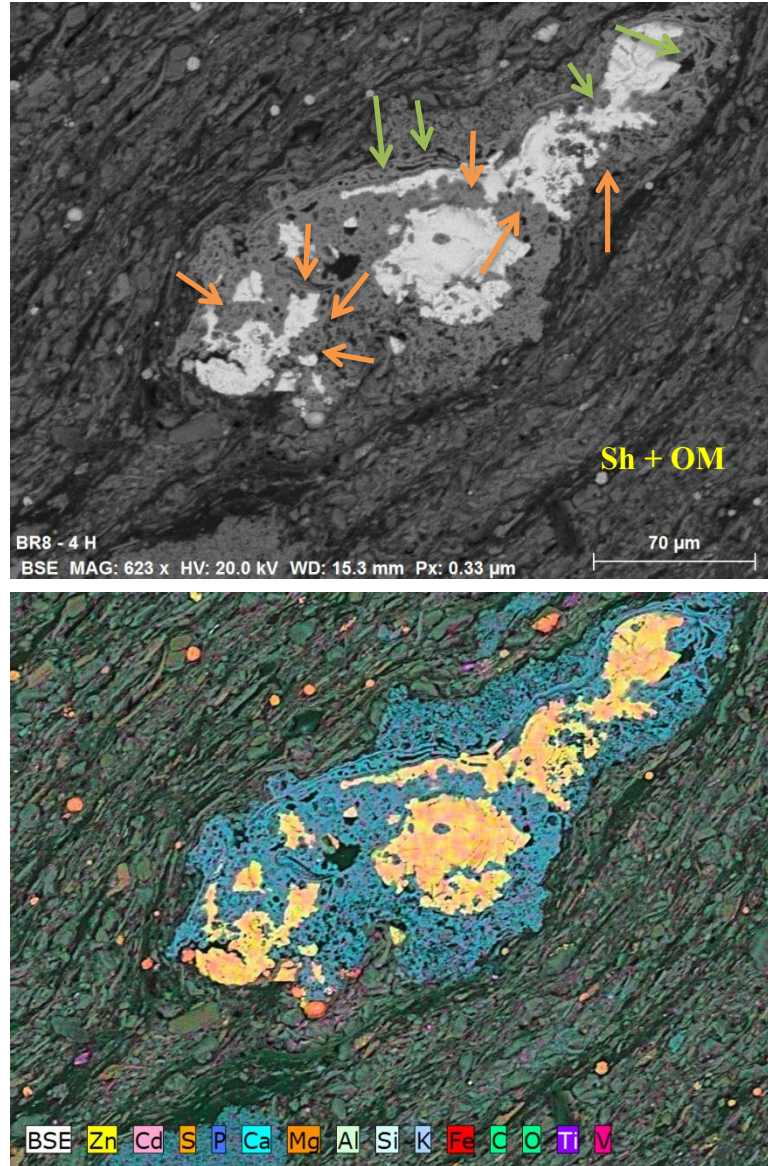 Sh + OM
BR8 - 4 H
70 µm
BSE MAG: 623 x HV: 20.0 kV WD: 15.3 mm Px: 0.33 µm
BSE Zn Cd S P Ca Mg Al Si K Fe C O Ti V